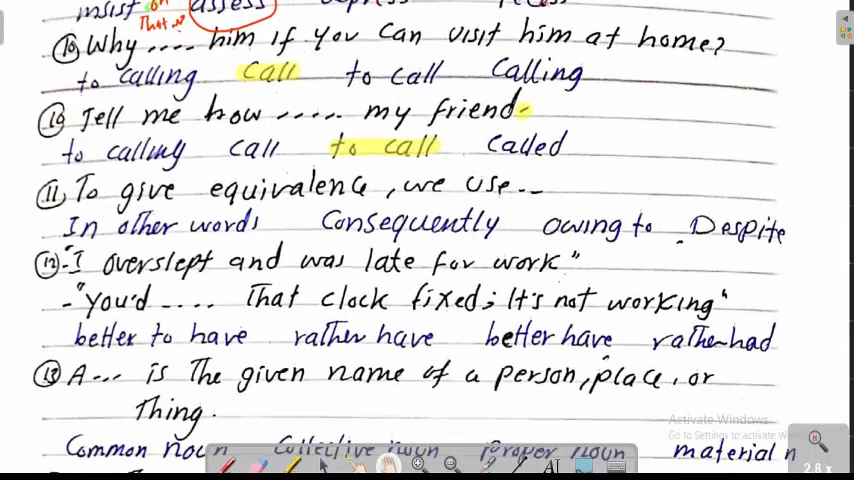 insist on assess
That
⑩ Why .... him if you can visit him at home?
to calling call to call Calling
⑩ Tell me how ..... my friend.
to calling call to call called
⑪ To give equivalence, we use...
In other words Consequently owing to Despite
⑫ -"I overslept and was late for work"
-"You'd .... That clock fixed; It's not working"
better to have rather have better have rather had
⑬ A... is The given name of a person, place, or
Thing.
Common noun Collective noun proper noun material n
Activate Windows
Go to Settings to activate W
2.8 x